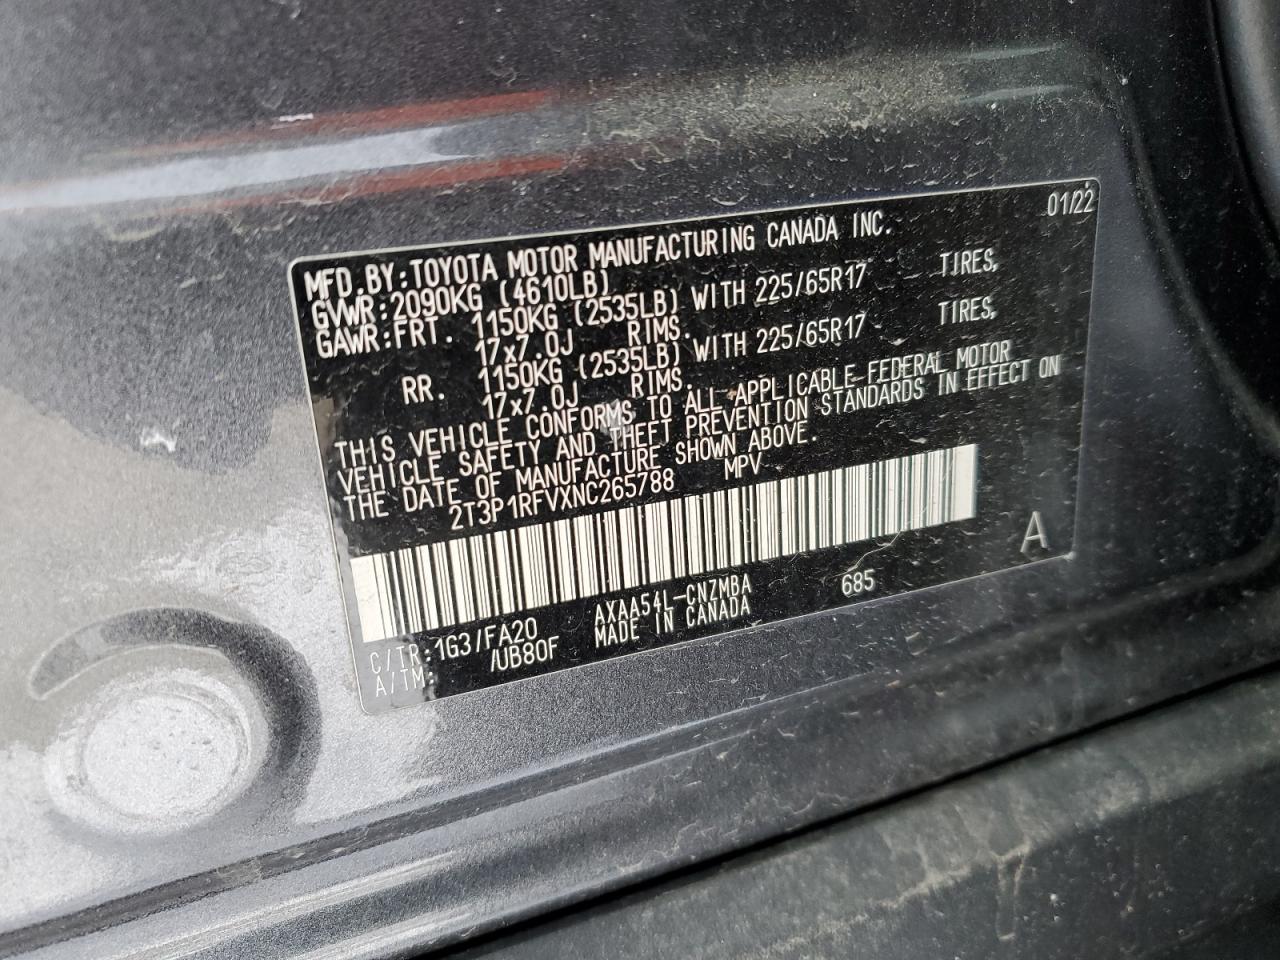 01/22
MFD.BY:TOYOTA MOTOR MANUFACTURING CANADA INC.
GVWR:2090KG (4610LB)
GAWR:FRT. 1150KG (2535LB) WITH 225/65R17 TIRES,
17x7.0J RIMS.
RR. 1150KG (2535LB) WITH 225/65R17 TIRES,
17x7.0J RIMS.
THIS VEHICLE CONFORMS TO ALL APPLICABLE FEDERAL MOTOR
VEHICLE SAFETY AND THEFT PREVENTION STANDARDS IN EFFECT ON
THE DATE OF MANUFACTURE SHOWN ABOVE.
2T3P1RFVXNC265788 MPV
A
AXAA54L-CNZMBA 685
C/TR:1G3/FA20 MADE IN CANADA
A/TM: /UB80F